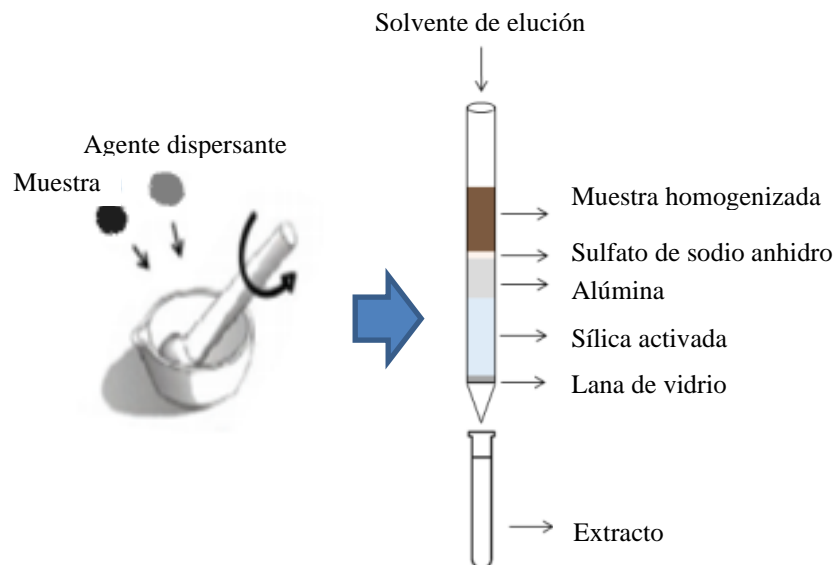 Solvente de elución
Agente dispersante
Muestra
Muestra homogenizada
Sulfato de sodio anhidro
Alúmina
Sílica activada
Lana de vidrio
Extracto